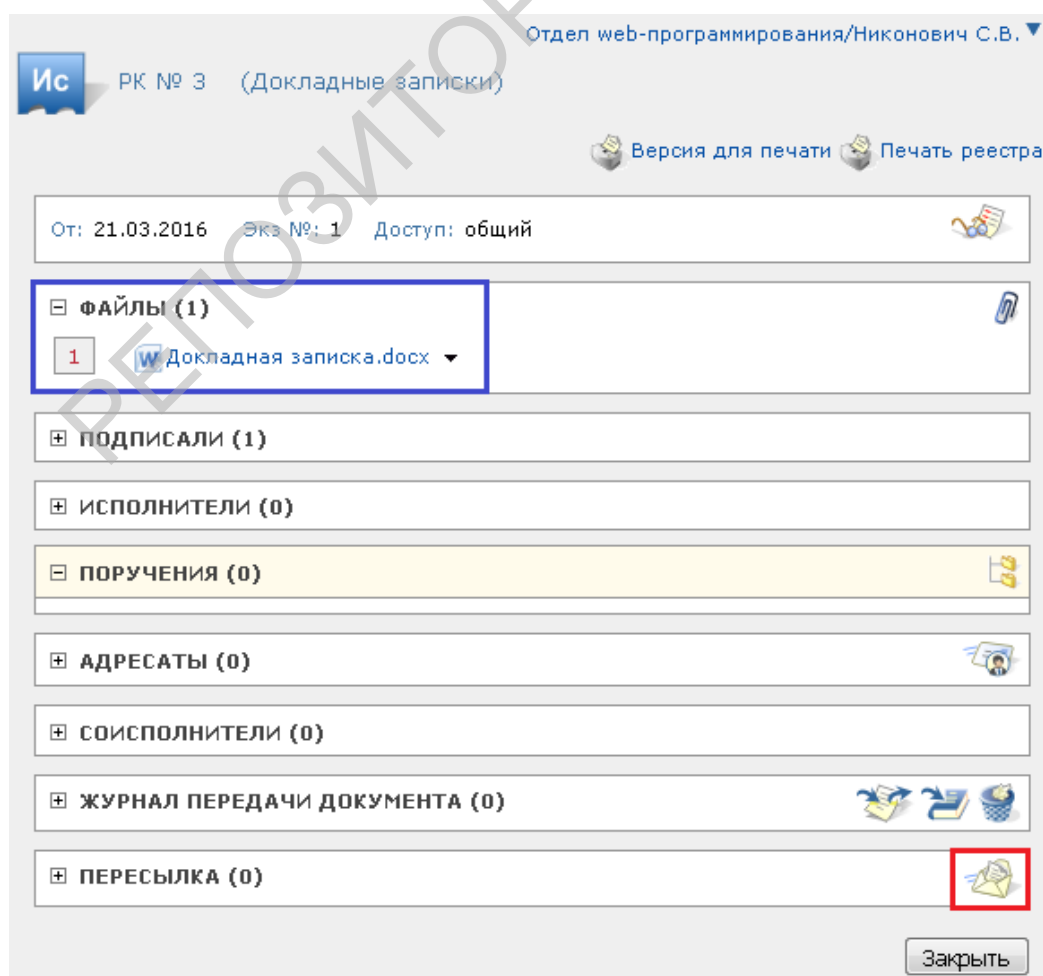 Отдел web-программирования/Никонович С.В.
Ис РК № 3 (Докладные записки)
Версия для печати Печать реестра
От: 21.03.2016 Экз №: 1 Доступ: общий
ФАЙЛЫ (1)
1 Докладная записка.docx
ПОДПИСАЛИ (1)
ИСПОЛНИТЕЛИ (0)
ПОРУЧЕНИЯ (0)
АДРЕСАТЫ (0)
СОИСПОЛНИТЕЛИ (0)
ЖУРНАЛ ПЕРЕДАЧИ ДОКУМЕНТА (0)
ПЕРЕСЫЛКА (0)
Закрыть
РЕПОЗИТОР